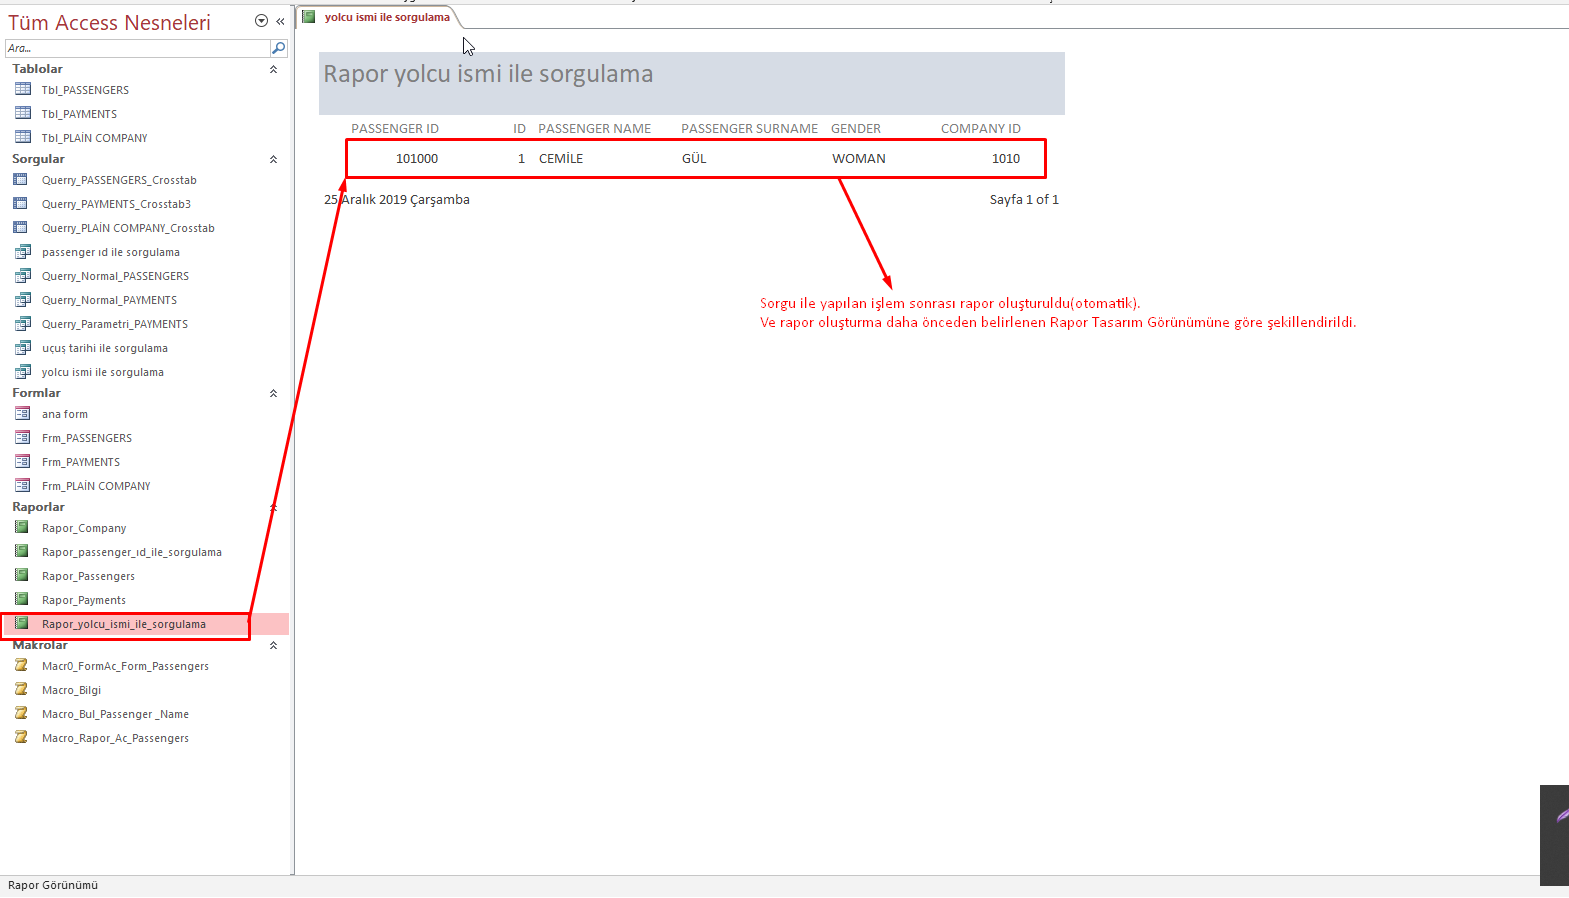 Tüm Access Nesneleri
Ara...
Tablolar
Tbl_PASSENGERS
Tbl_PAYMENTS
Tbl_PLAİN COMPANY
Sorgular
Querry_PASSENGERS_Crosstab
Querry_PAYMENTS_Crosstab3
Querry_PLAİN COMPANY_Crosstab
passenger ıd ile sorgulama
Querry_Normal_PASSENGERS
Querry_Normal_PAYMENTS
Querry_Parametri_PAYMENTS
uçuş tarihi ile sorgulama
yolcu ismi ile sorgulama
Formlar
ana form
Frm_PASSENGERS
Frm_PAYMENTS
Frm_PLAİN COMPANY
Raporlar
Rapor_Company
Rapor_passenger_ıd_ile_sorgulama
Rapor_Passengers
Rapor_Payments
Rapor_yolcu_ismi_ile_sorgulama
Makrolar
Macr0_FormAc_Form_Passengers
Macro_Bilgi
Macro_Bul_Passenger _Name
Macro_Rapor_Ac_Passengers
yolcu ismi ile sorgulama
Rapor yolcu ismi ile sorgulama
PASSENGER ID ID PASSENGER NAME PASSENGER SURNAME GENDER COMPANY ID
101000 1 CEMİLE GÜL WOMAN 1010
25 Aralık 2019 Çarşamba Sayfa 1 of 1
Sorgu ile yapılan işlem sonrası rapor oluşturuldu(otomatik).
Ve rapor oluşturma daha önceden belirlenen Rapor Tasarım Görünümüne göre şekillendirildi.
Rapor Görünümü